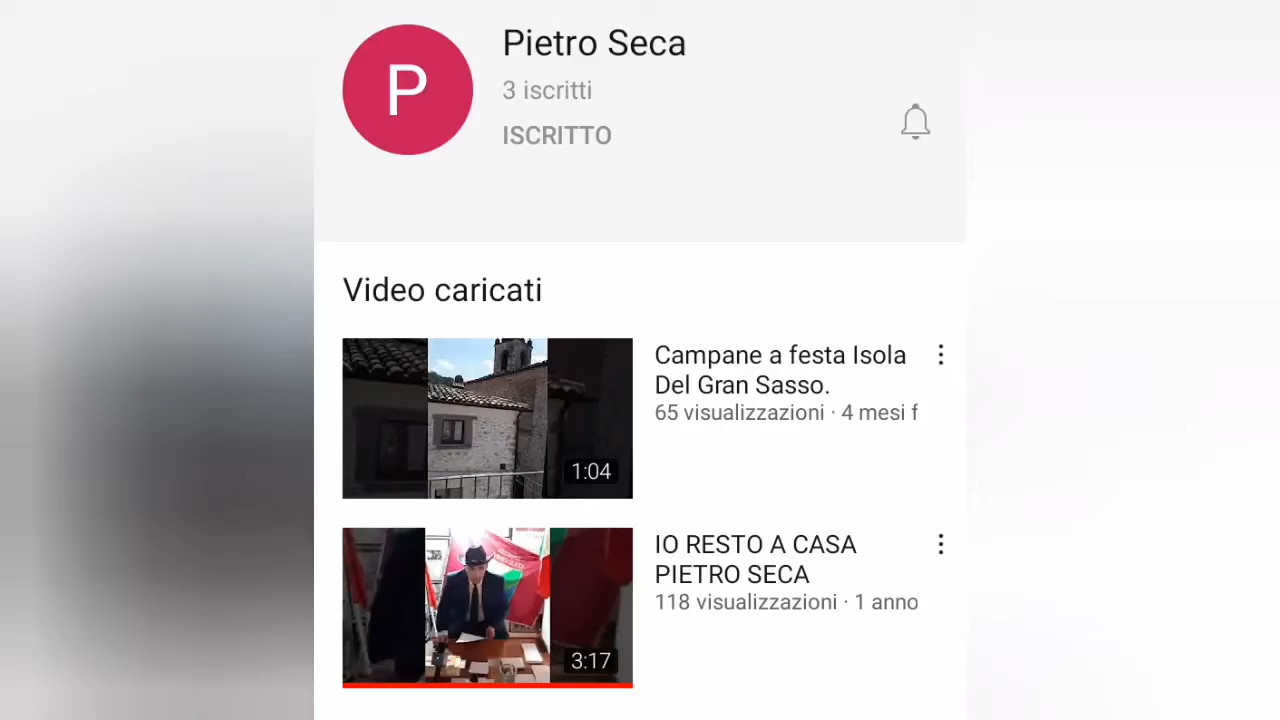 P
Pietro Seca
3 iscritti
ISCRITTO
Video caricati
Campane a festa Isola
Del Gran Sasso.
65 visualizzazioni · 4 mesi f
1:04
IO RESTO A CASA
PIETRO SECA
118 visualizzazioni · 1 anno
3:17